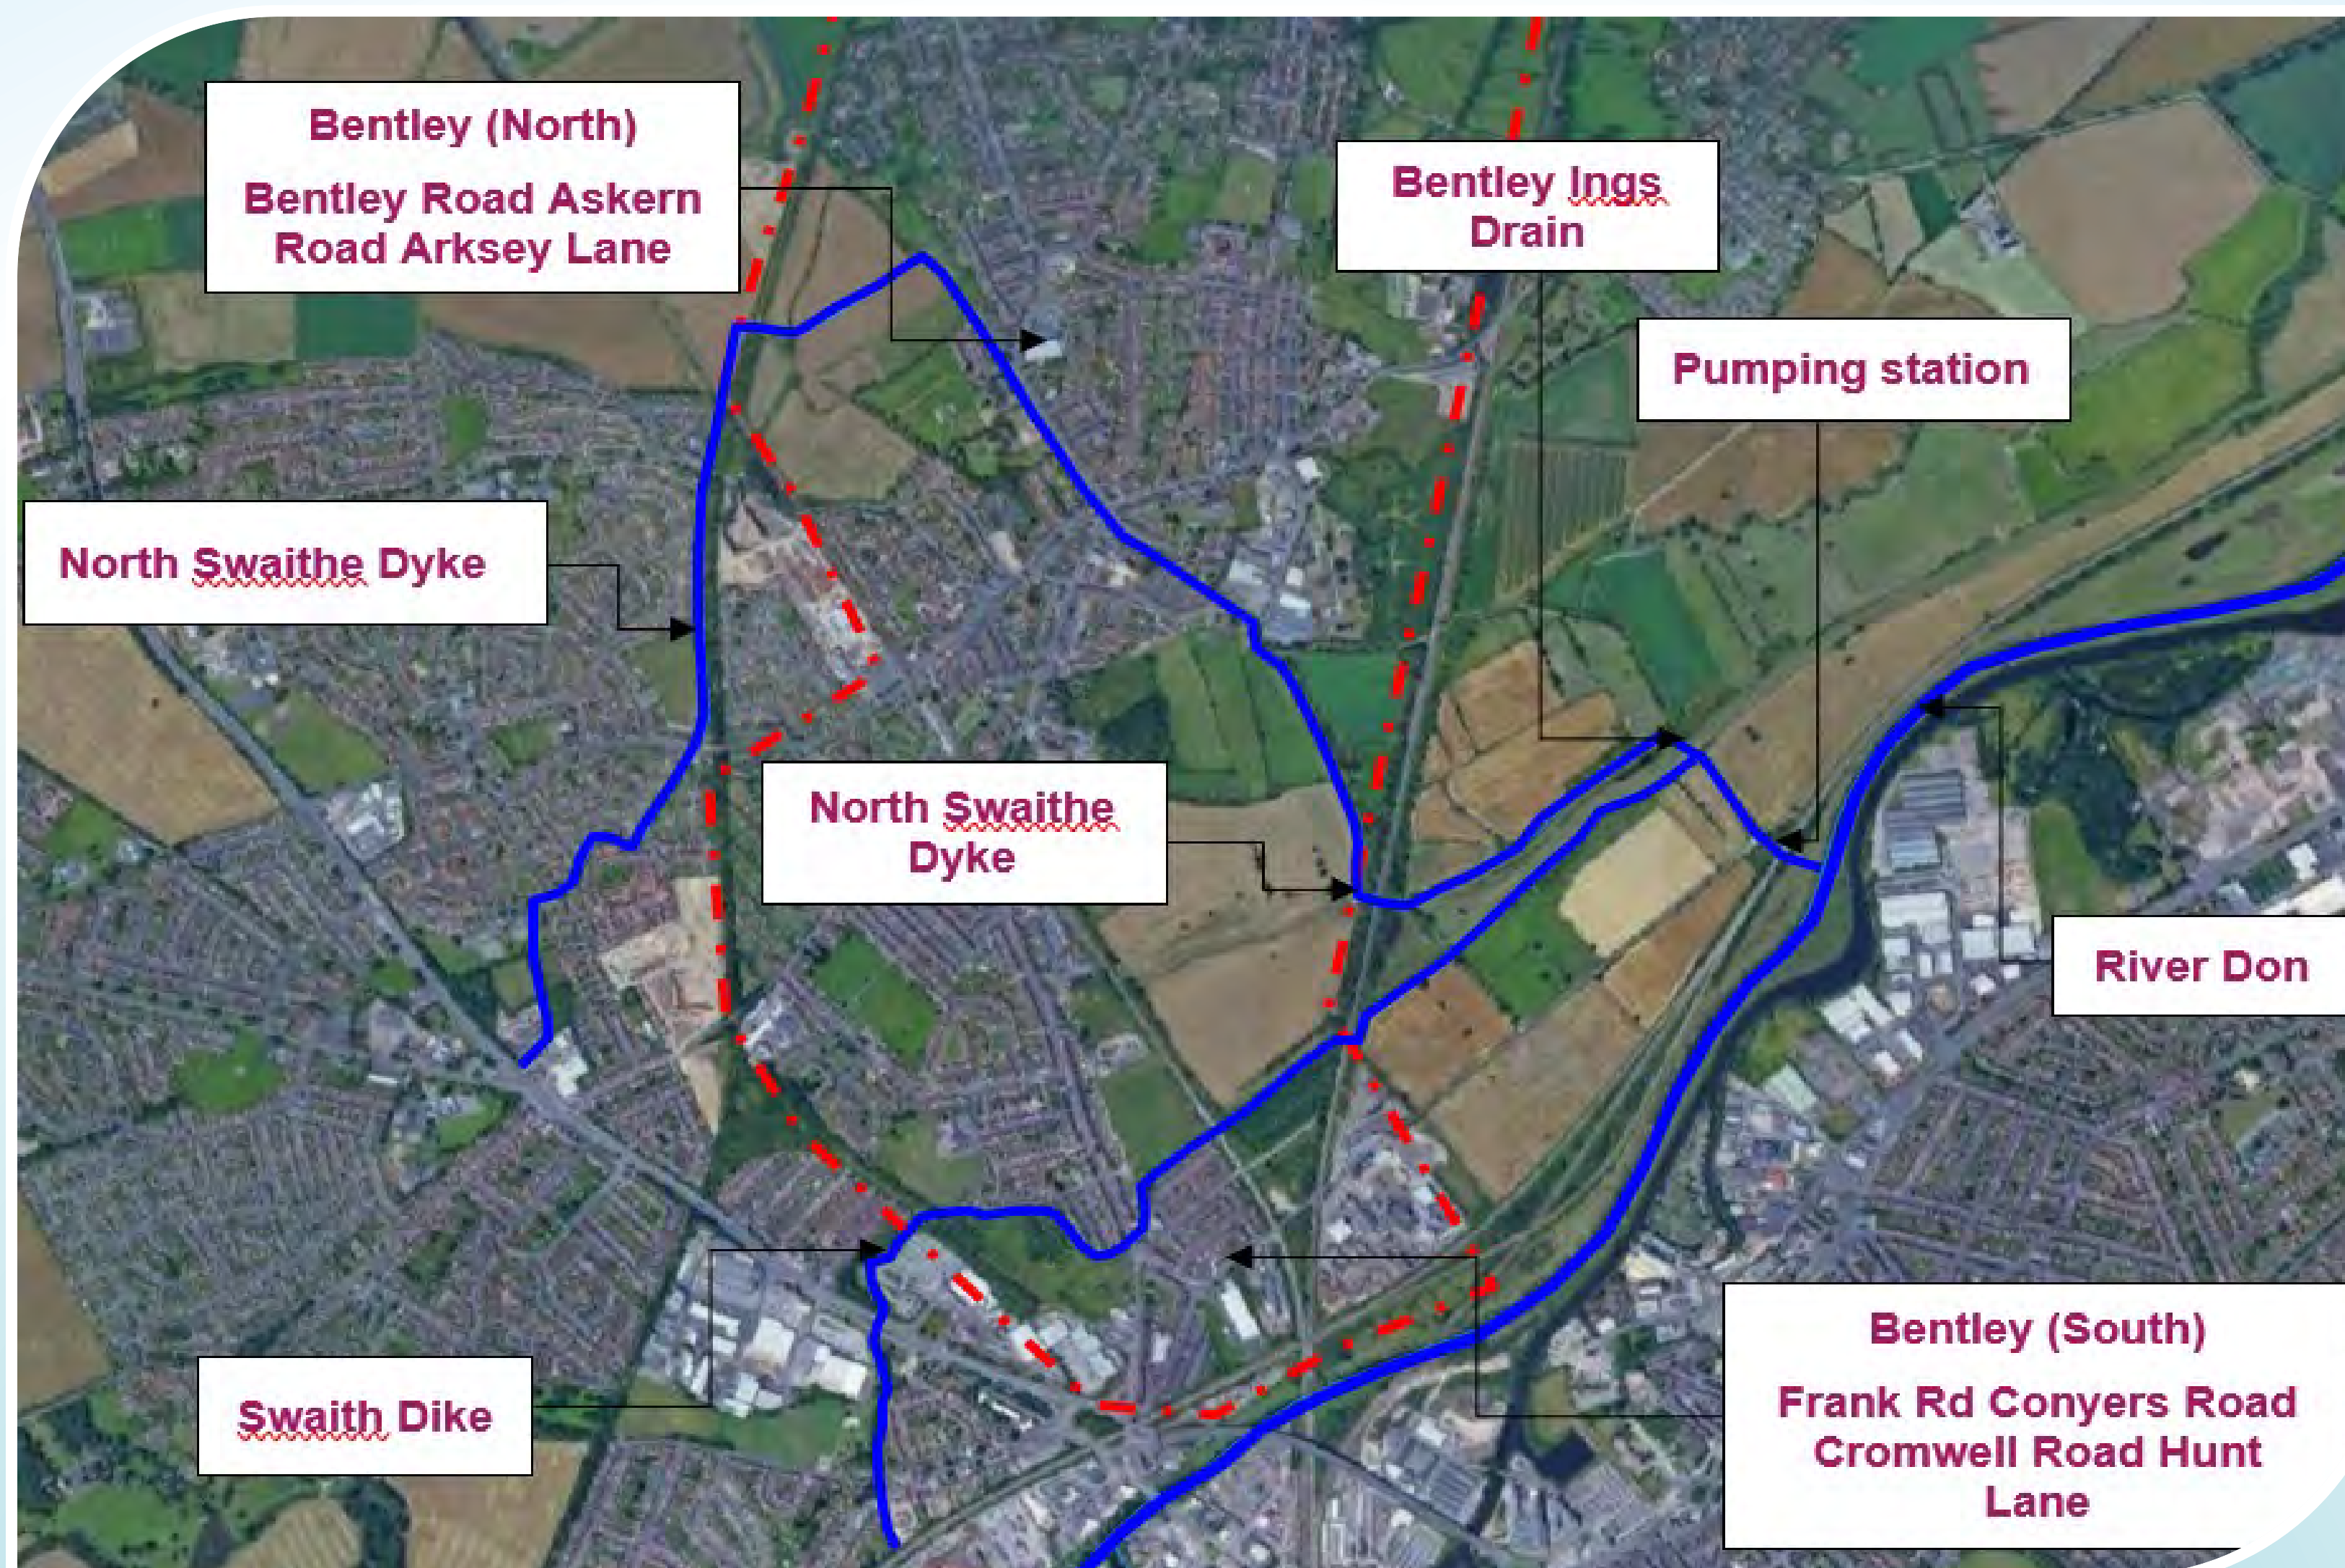 Bentley (North)
Bentley Road Askern
Road Arksey Lane
Bentley Ings
Drain
Pumping station
North Swaithe Dyke
North Swaithe
Dyke
River Don
Swaith Dike
Bentley (South)
Frank Rd Conyers Road
Cromwell Road Hunt
Lane